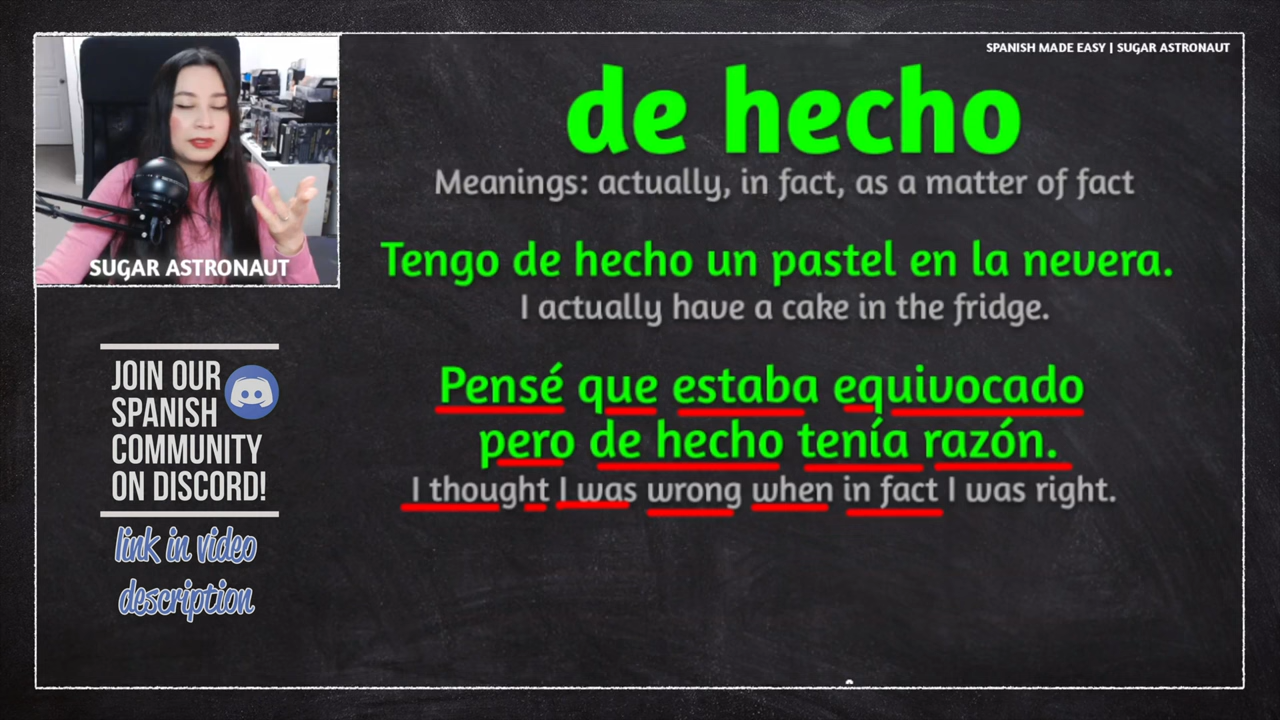 SPANISH MADE EASY | SUGAR ASTRONAUT
de hecho
Meanings: actually, in fact, as a matter of fact
Tengo de hecho un pastel en la nevera.
I actually have a cake in the fridge.
Pensé que estaba equivocado
pero de hecho tenía razón.
I thought I was wrong when in fact I was right.
SUGAR ASTRONAUT
JOIN OUR
SPANISH
COMMUNITY
ON DISCORD!
link in video
description